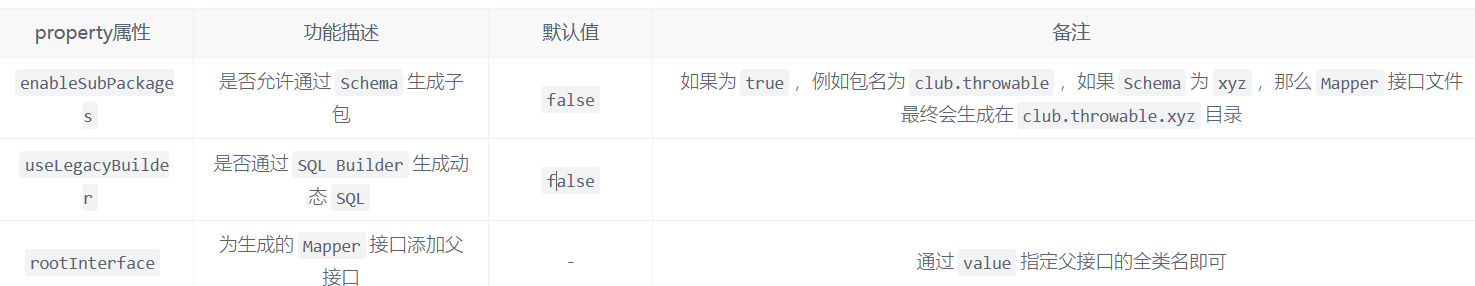 property属性 功能描述 默认值 备注
enableSubPackage
s
是否允许通过 Schema 生成子
包
false
如果为 true ，例如包名为 club.throwable ，如果 Schema 为 xyz ，那么 Mapper 接口文件
最终会生成在 club.throwable.xyz 目录
useLegacyBuilde
r
是否通过 SQL Builder 生成动
态 SQL
false
rootInterface
为生成的 Mapper 接口添加父
接口
-
通过 value 指定父接口的全类名即可